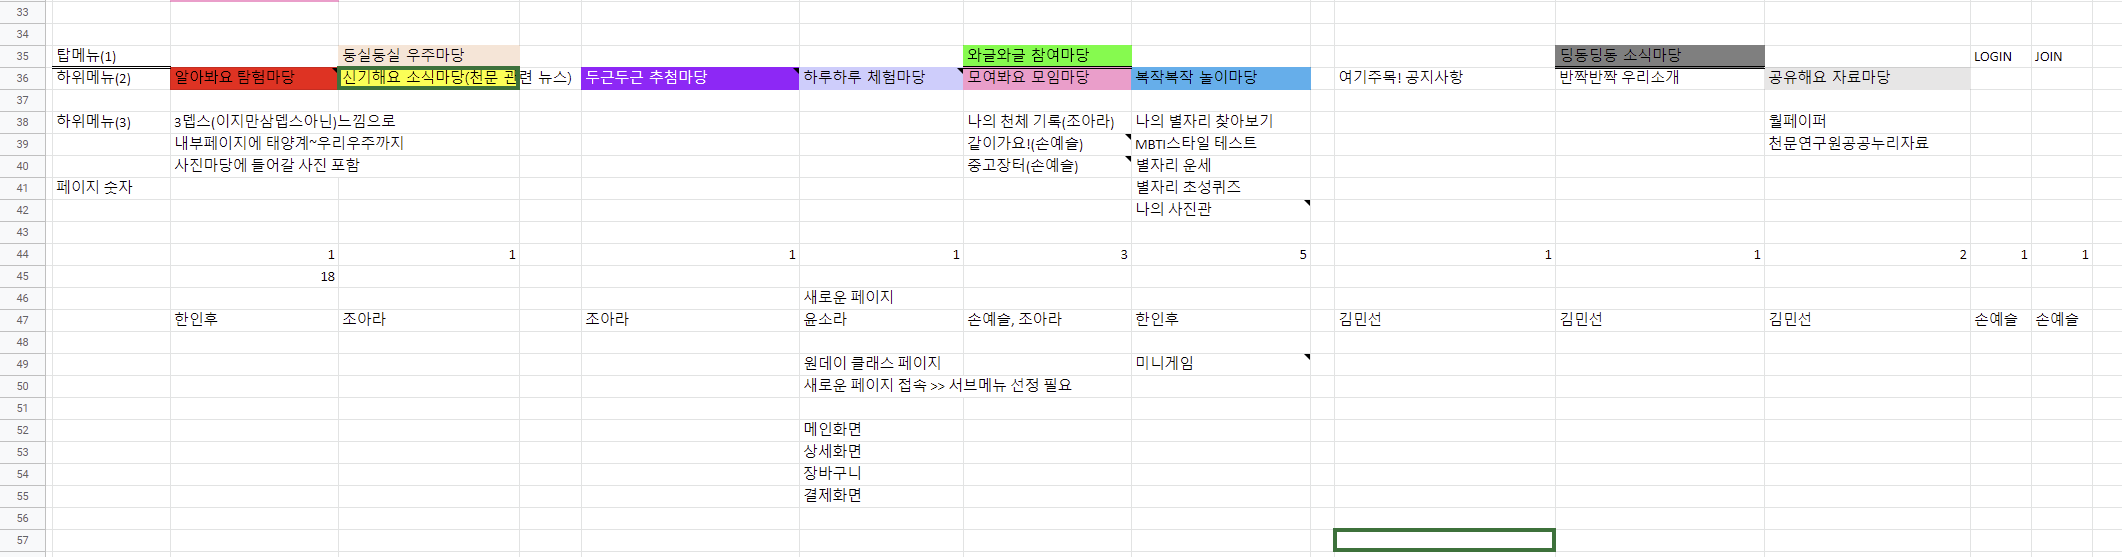 33
34
35 탑메뉴(1) 둥실둥실 우주마당 와글와글 참여마당 딩동딩동 소식마당 LOGIN JOIN
36 하위메뉴(2) 알아봐요 탐험마당 신기해요 소식마당(천문 관련 뉴스) 두근두근 추첨마당 하루하루 체험마당 모여봐요 모임마당 복작복작 놀이마당 여기주목! 공지사항 반짝반짝 우리소개 공유해요 자료마당
37
38 하위메뉴(3) 3뎁스(이지만삼뎁스아닌)느낌으로 나의 천체 기록(조아라) 나의 별자리 찾아보기 월페이퍼
39 내부페이지에 태양계~우리우주까지 같이가요!(손예슬) MBTI스타일 테스트 천문연구원공공누리자료
40 사진마당에 들어갈 사진 포함 중고장터(손예슬) 별자리 운세
41 페이지 숫자 별자리 초성퀴즈
42 나의 사진관
43
44 1 1 1 1 3 5 1 1 2 1 1
45 18
46 새로운 페이지
47 한인후 조아라 조아라 윤소라 손예슬, 조아라 한인후 김민선 김민선 김민선 손예슬 손예슬
48
49 원데이 클래스 페이지 미니게임
50 새로운 페이지 접속 >> 서브메뉴 선정 필요
51
52 메인화면
53 상세화면
54 장바구니
55 결제화면
56
57